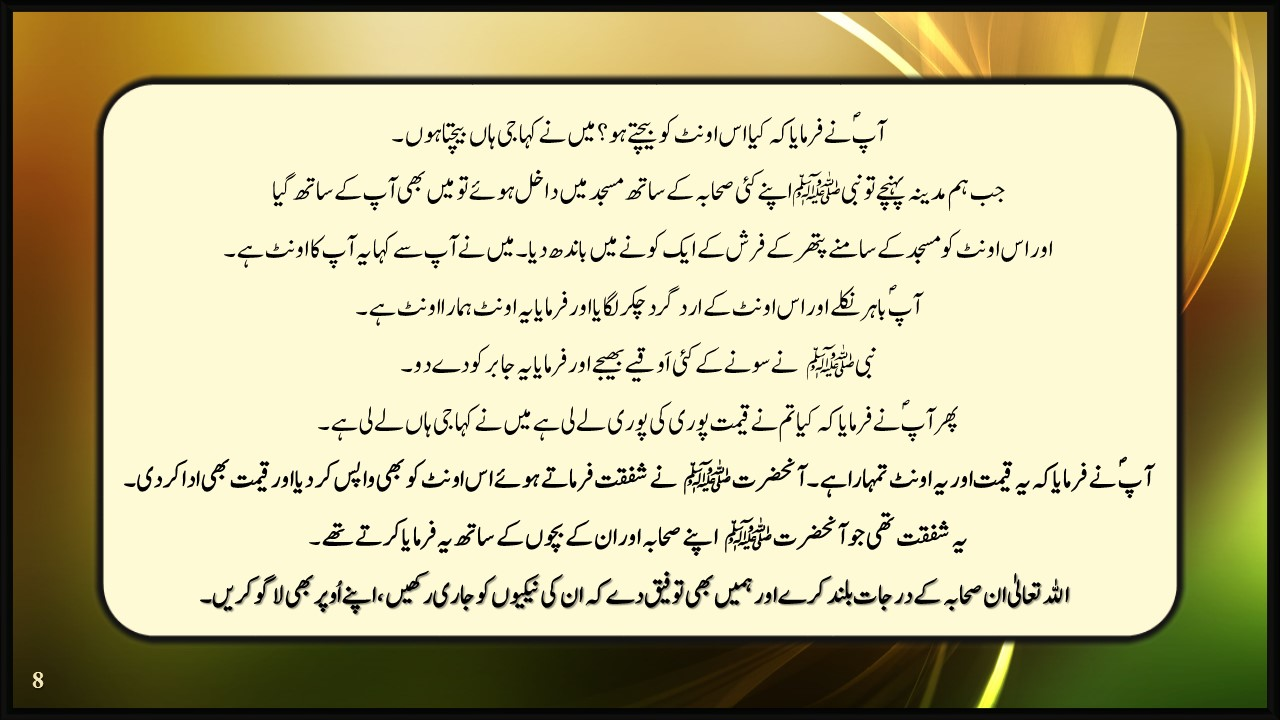 آپؐ نے فرمایا کہ کیا اس اونٹ کو بیچتے ہو؟ میں نے کہا جی ہاں بیچتا ہوں۔
جب ہم مدینہ پہنچے تو نبی ﷺ اپنے کئی صحابہ کے ساتھ مسجد میں داخل ہوئے تو میں بھی آپ کے ساتھ گیا
اور اس اونٹ کو مسجد کے سامنے پتھر کے فرش کے ایک کونے میں باندھ دیا۔ میں نے آپ سے کہا یہ آپ کا اونٹ ہے۔
آپؐ باہر نکلے اور اس اونٹ کے ارد گرد چکر لگایا اور فرمایا یہ اونٹ ہمارا اونٹ ہے۔
نبی ﷺ نے سونے کے کئی اَوقیے بھیجے اور فرمایا یہ جابر کو دے دو۔
پھر آپؐ نے فرمایا کہ کیا تم نے قیمت پوری کی پوری لے لی ہے میں نے کہا جی ہاں لے لی ہے۔
آپؐ نے فرمایا کہ یہ قیمت اور یہ اونٹ تمہارا ہے۔ آنحضرت ﷺ نے شفقت فرماتے ہوئے اس اونٹ کو بھی واپس کر دیا اور قیمت بھی ادا کر دی۔
یہ شفقت تھی جو آنحضرت ﷺ اپنے صحابہ اور ان کے بچوں کے ساتھ یہ فرمایا کرتے تھے۔
اللہ تعالیٰ ان صحابہ کے درجات بلند کرے اور ہمیں بھی توفیق دے کہ ان کی نیکیوں کو جاری رکھیں، اپنے اُوپر بھی لاگو کریں۔
8